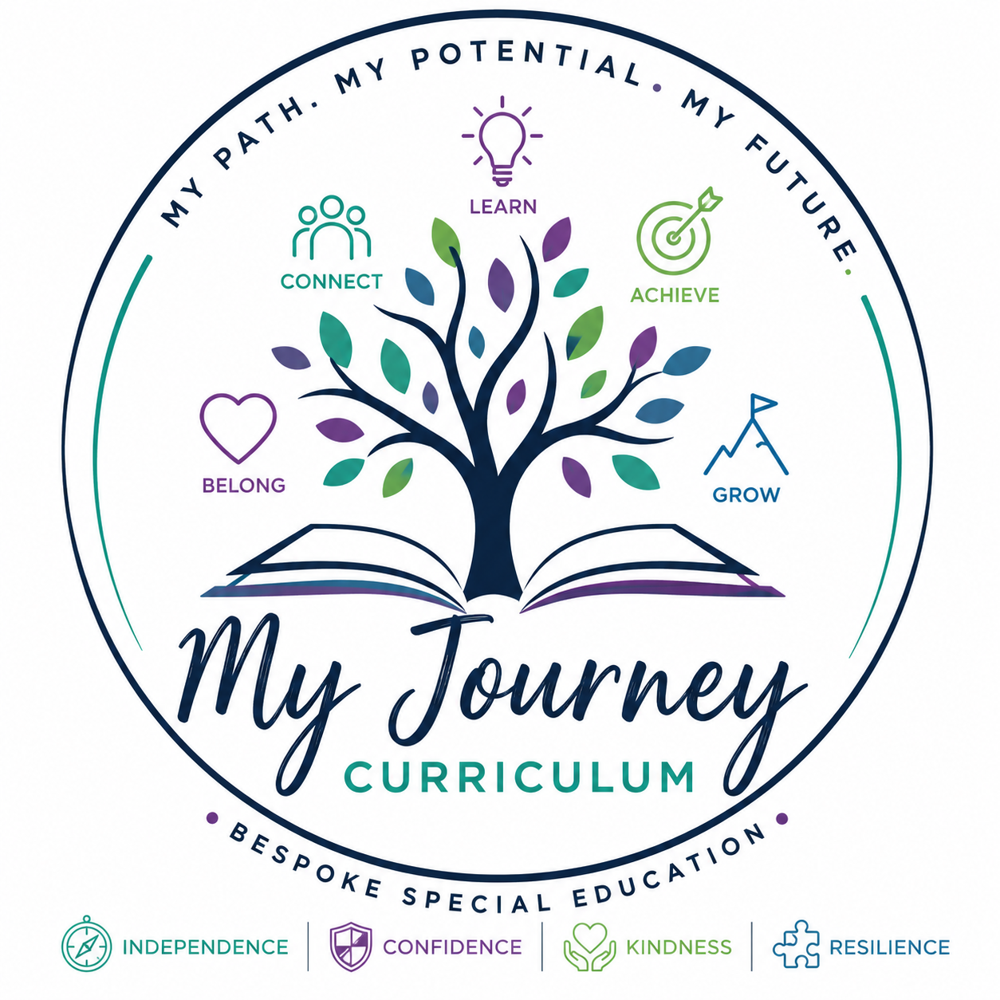 MY PATH. MY POTENTIAL • MY FUTURE.
LEARN
CONNECT
ACHIEVE
BELONG
GROW
My Journey
CURRICULUM
• BESPOKE SPECIAL EDUCATION •
INDEPENDENCE
CONFIDENCE
KINDNESS
RESILIENCE